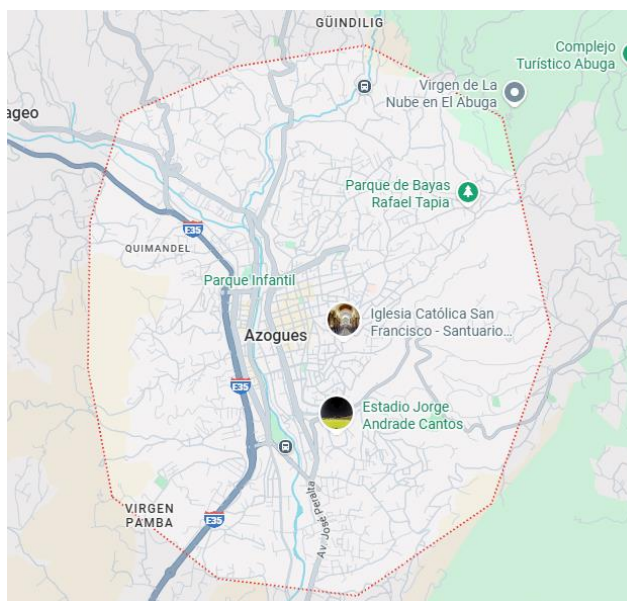 GÜINDILIG
Complejo
Turístico Abuga
Virgen de La
Nube en El Abuga
ageo
Parque de Bayas
Rafael Tapia
E35
QUIMANDEL
Parque Infantil
Iglesia Católica San
Francisco - Santuario...
Azogues
E35
Estadio Jorge
Andrade Cantos
VIRGEN
PAMBA
E35
Av. José Peralta